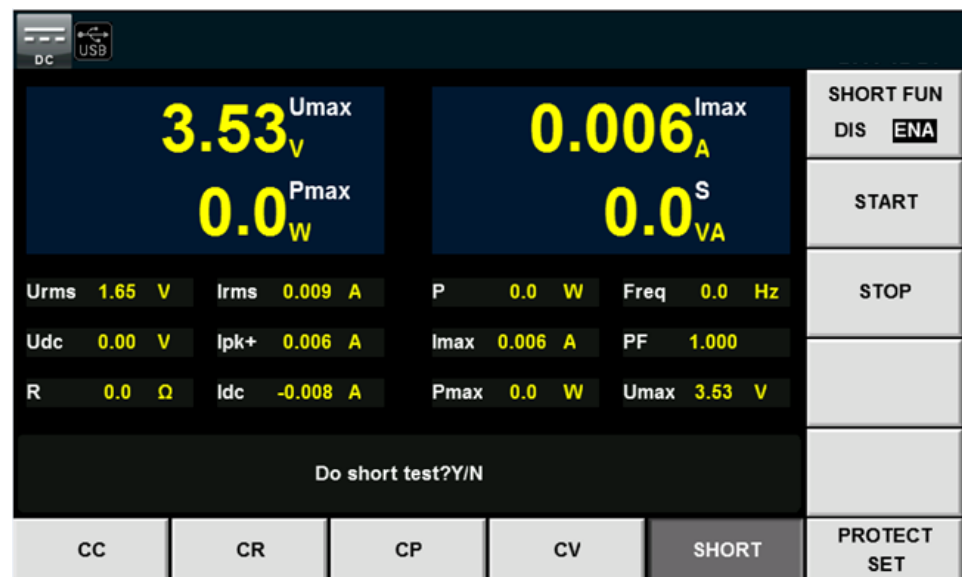 DC USB
3.53 V Umax 0.006 A Imax
0.0 W Pmax 0.0 VA S
SHORT FUN
DIS ENA
START
STOP
Urms 1.65 V Irms 0.009 A P 0.0 W Freq 0.0 Hz
Udc 0.00 V Ipk+ 0.006 A Imax 0.006 A PF 1.000
R 0.0 Ω Idc -0.008 A Pmax 0.0 W Umax 3.53 V
Do short test?Y/N
CC CR CP CV SHORT
PROTECT
SET